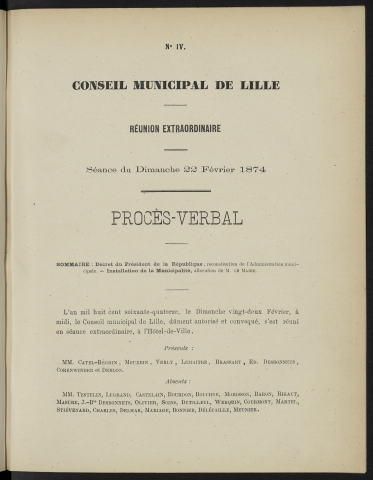 N° IV.
CONSEIL MUNICIPAL DE LILLE
RÉUNION EXTRAORDINAIRE
Séance du Dimanche 22 Février 1874
PROCÈS-VERBAL
SOMMAIRE : Décret du Président de la République, reconstitution de l'Administration muni-
cipale. — Installation de la Municipalité, allocution de M. LE MAIRE.
L'an mil huit cent soixante-quatorze, le Dimanche vingt-deux Février, à
midi, le Conseil municipal de Lille, dûment autorisé et convoqué, s'est réuni
en séance extraordinaire, à l'Hôtel-de-Ville.
Présents :
MM. CATEL-BÉGHIN, MEUREIN, VERLY, LEMAITRE, BRASSART, ED. DESBONNETS,
CORENWINDER et DEMLON.
Absents :
MM. TESTELIN, LEGRAND, CASTELAIN, BOURDON, BOUCHÉE, MORISSON, BARON, RIGAUT,
MASURE, J.-Bte DESBONNETS, OLIVIER, SOINS, DUTILLEUL, WERQUIN, COURMONT, MARTEL,
STIÉVENARD, CHARLES, DELMAR, MARIAGE, BONNIER, DELÉCAILLE, MEUNIER.